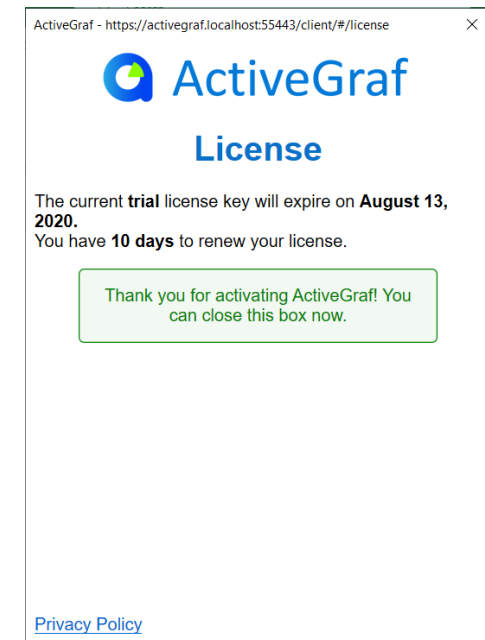 ActiveGraf - https://activegraf.localhost:55443/client/#/license
ActiveGraf
License
The current trial license key will expire on August 13,
2020.
You have 10 days to renew your license.
Thank you for activating ActiveGraf! You
can close this box now.
Privacy Policy